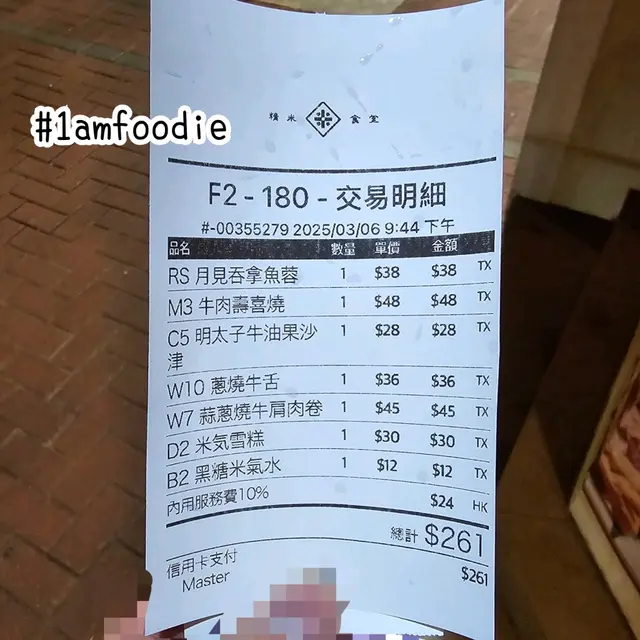 #1amfoodie
精米食室
F2 - 180 - 交易明細
#-00355279 2025/03/06 9:44 下午
品名 數量 單價 金額
RS 月見吞拿魚蓉 1 $38 $38 TX
M3 牛肉壽喜燒 1 $48 $48 TX
C5 明太子牛油果沙 1 $28 $28 TX
津
W10 蔥燒牛舌 1 $36 $36 TX
W7 蒜蔥燒牛肩肉卷 1 $45 $45 TX
D2 米气雪糕 1 $30 $30 TX
B2 黑糖米氣水 1 $12 $12 TX
內用服務費10% $24 HK
總計 $261
信用卡支付 $261
Master